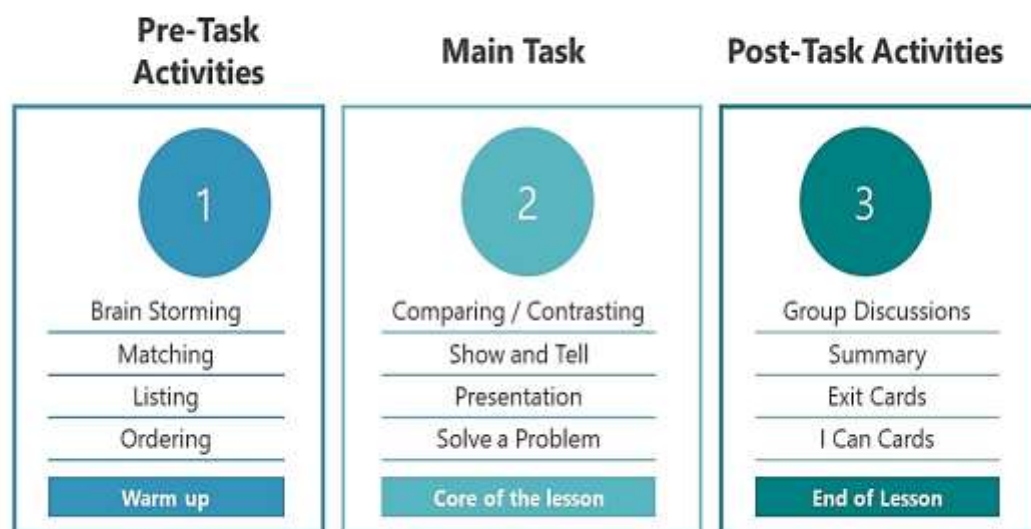 Pre-Task
Activities
1
Brain Storming
Matching
Listing
Ordering
Warm up
Main Task
2
Comparing / Contrasting
Show and Tell
Presentation
Solve a Problem
Core of the lesson
Post-Task Activities
3
Group Discussions
Summary
Exit Cards
I Can Cards
End of Lesson